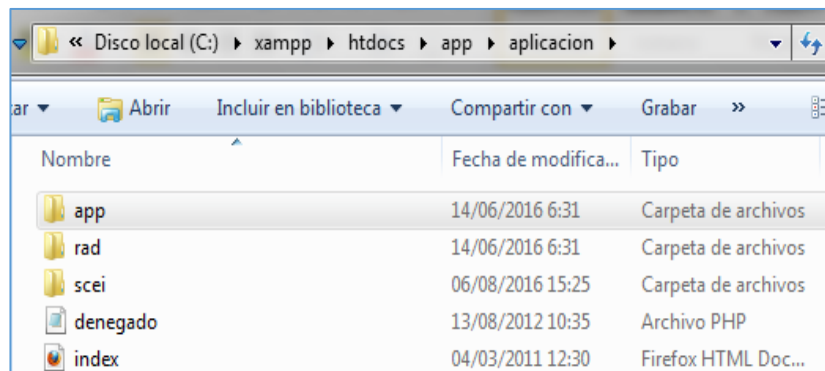 « Disco local (C:) ▸ xampp ▸ htdocs ▸ app ▸ aplicacion ▸
ar ▾ Abrir Incluir en biblioteca ▾ Compartir con ▾ Grabar »
Nombre Fecha de modifica... Tipo
app 14/06/2016 6:31 Carpeta de archivos
rad 14/06/2016 6:31 Carpeta de archivos
scei 06/08/2016 15:25 Carpeta de archivos
denegado 13/08/2012 10:35 Archivo PHP
index 04/03/2011 12:30 Firefox HTML Doc...